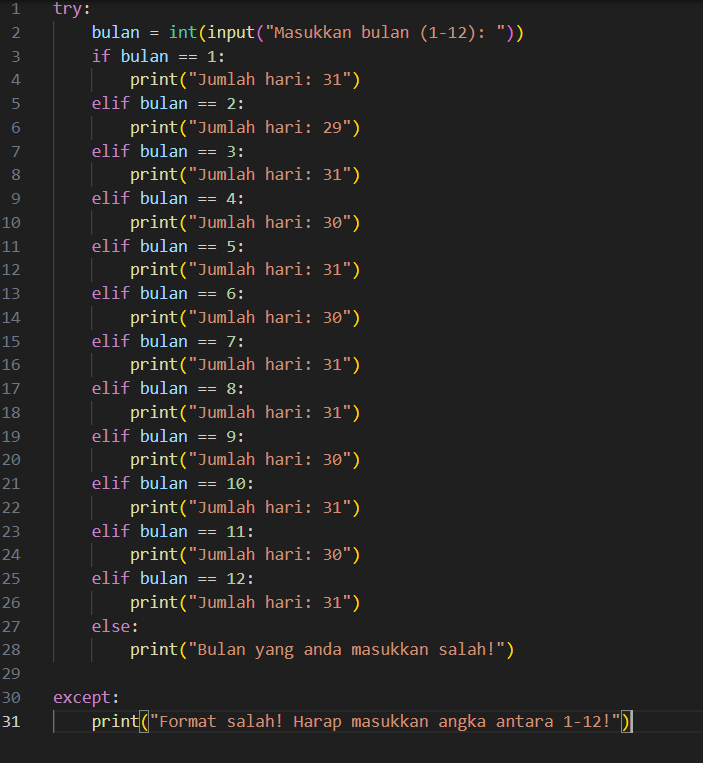 1 try:
2     bulan = int(input("Masukkan bulan (1-12): "))
3     if bulan == 1:
4         print("Jumlah hari: 31")
5     elif bulan == 2:
6         print("Jumlah hari: 29")
7     elif bulan == 3:
8         print("Jumlah hari: 31")
9     elif bulan == 4:
10         print("Jumlah hari: 30")
11     elif bulan == 5:
12         print("Jumlah hari: 31")
13     elif bulan == 6:
14         print("Jumlah hari: 30")
15     elif bulan == 7:
16         print("Jumlah hari: 31")
17     elif bulan == 8:
18         print("Jumlah hari: 31")
19     elif bulan == 9:
20         print("Jumlah hari: 30")
21     elif bulan == 10:
22         print("Jumlah hari: 31")
23     elif bulan == 11:
24         print("Jumlah hari: 30")
25     elif bulan == 12:
26         print("Jumlah hari: 31")
27     else:
28         print("Bulan yang anda masukkan salah!")
29
30 except:
31     print("Format salah! Harap masukkan angka antara 1-12!")